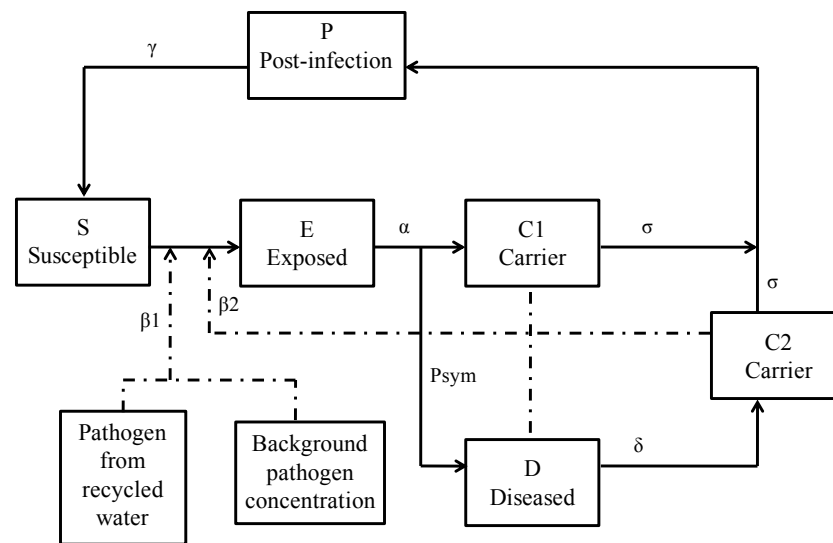 P
Post-infection
γ
S
Susceptible
E
Exposed
α
C1
Carrier
σ
σ
β1
β2
C2
Carrier
Psym
Pathogen
from
recycled
water
Background
pathogen
concentration
D
Diseased
δ